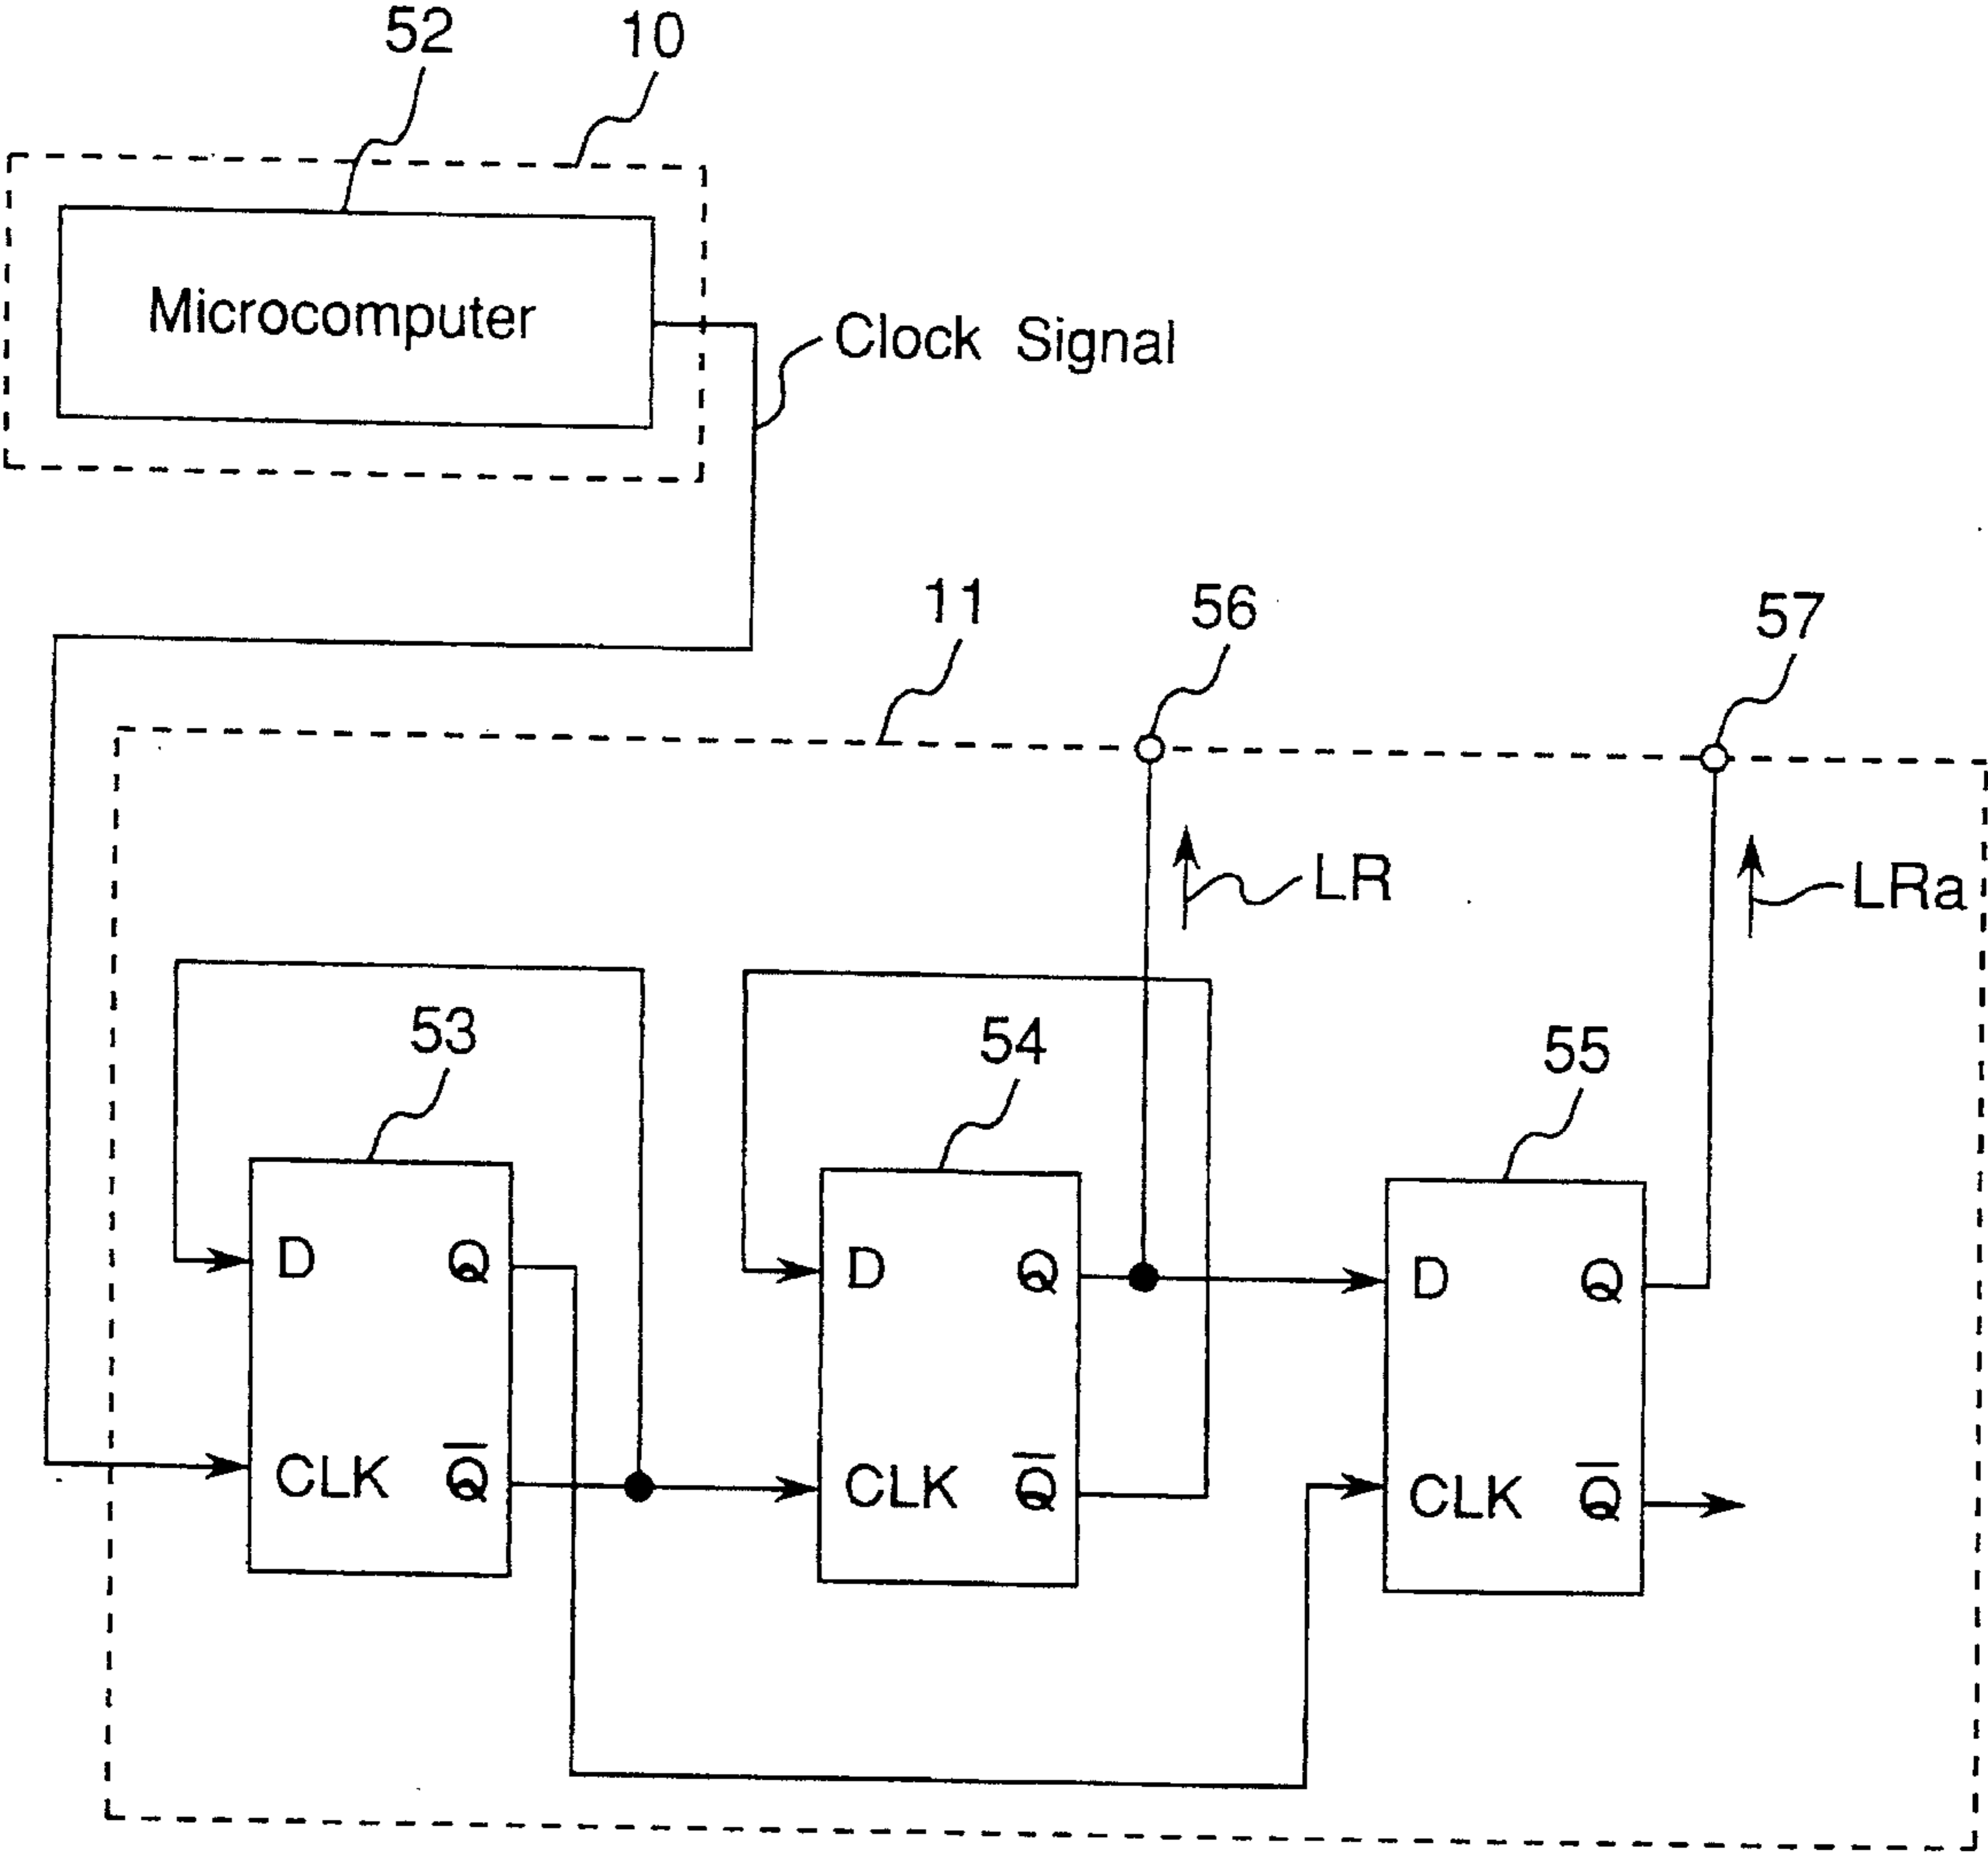 52
10
Microcomputer
Clock Signal
11
56
57
LR
LRa
53
54
55
D
Q
D
Q
D
Q
CLK
Q̅
CLK
Q̅
CLK
Q̅